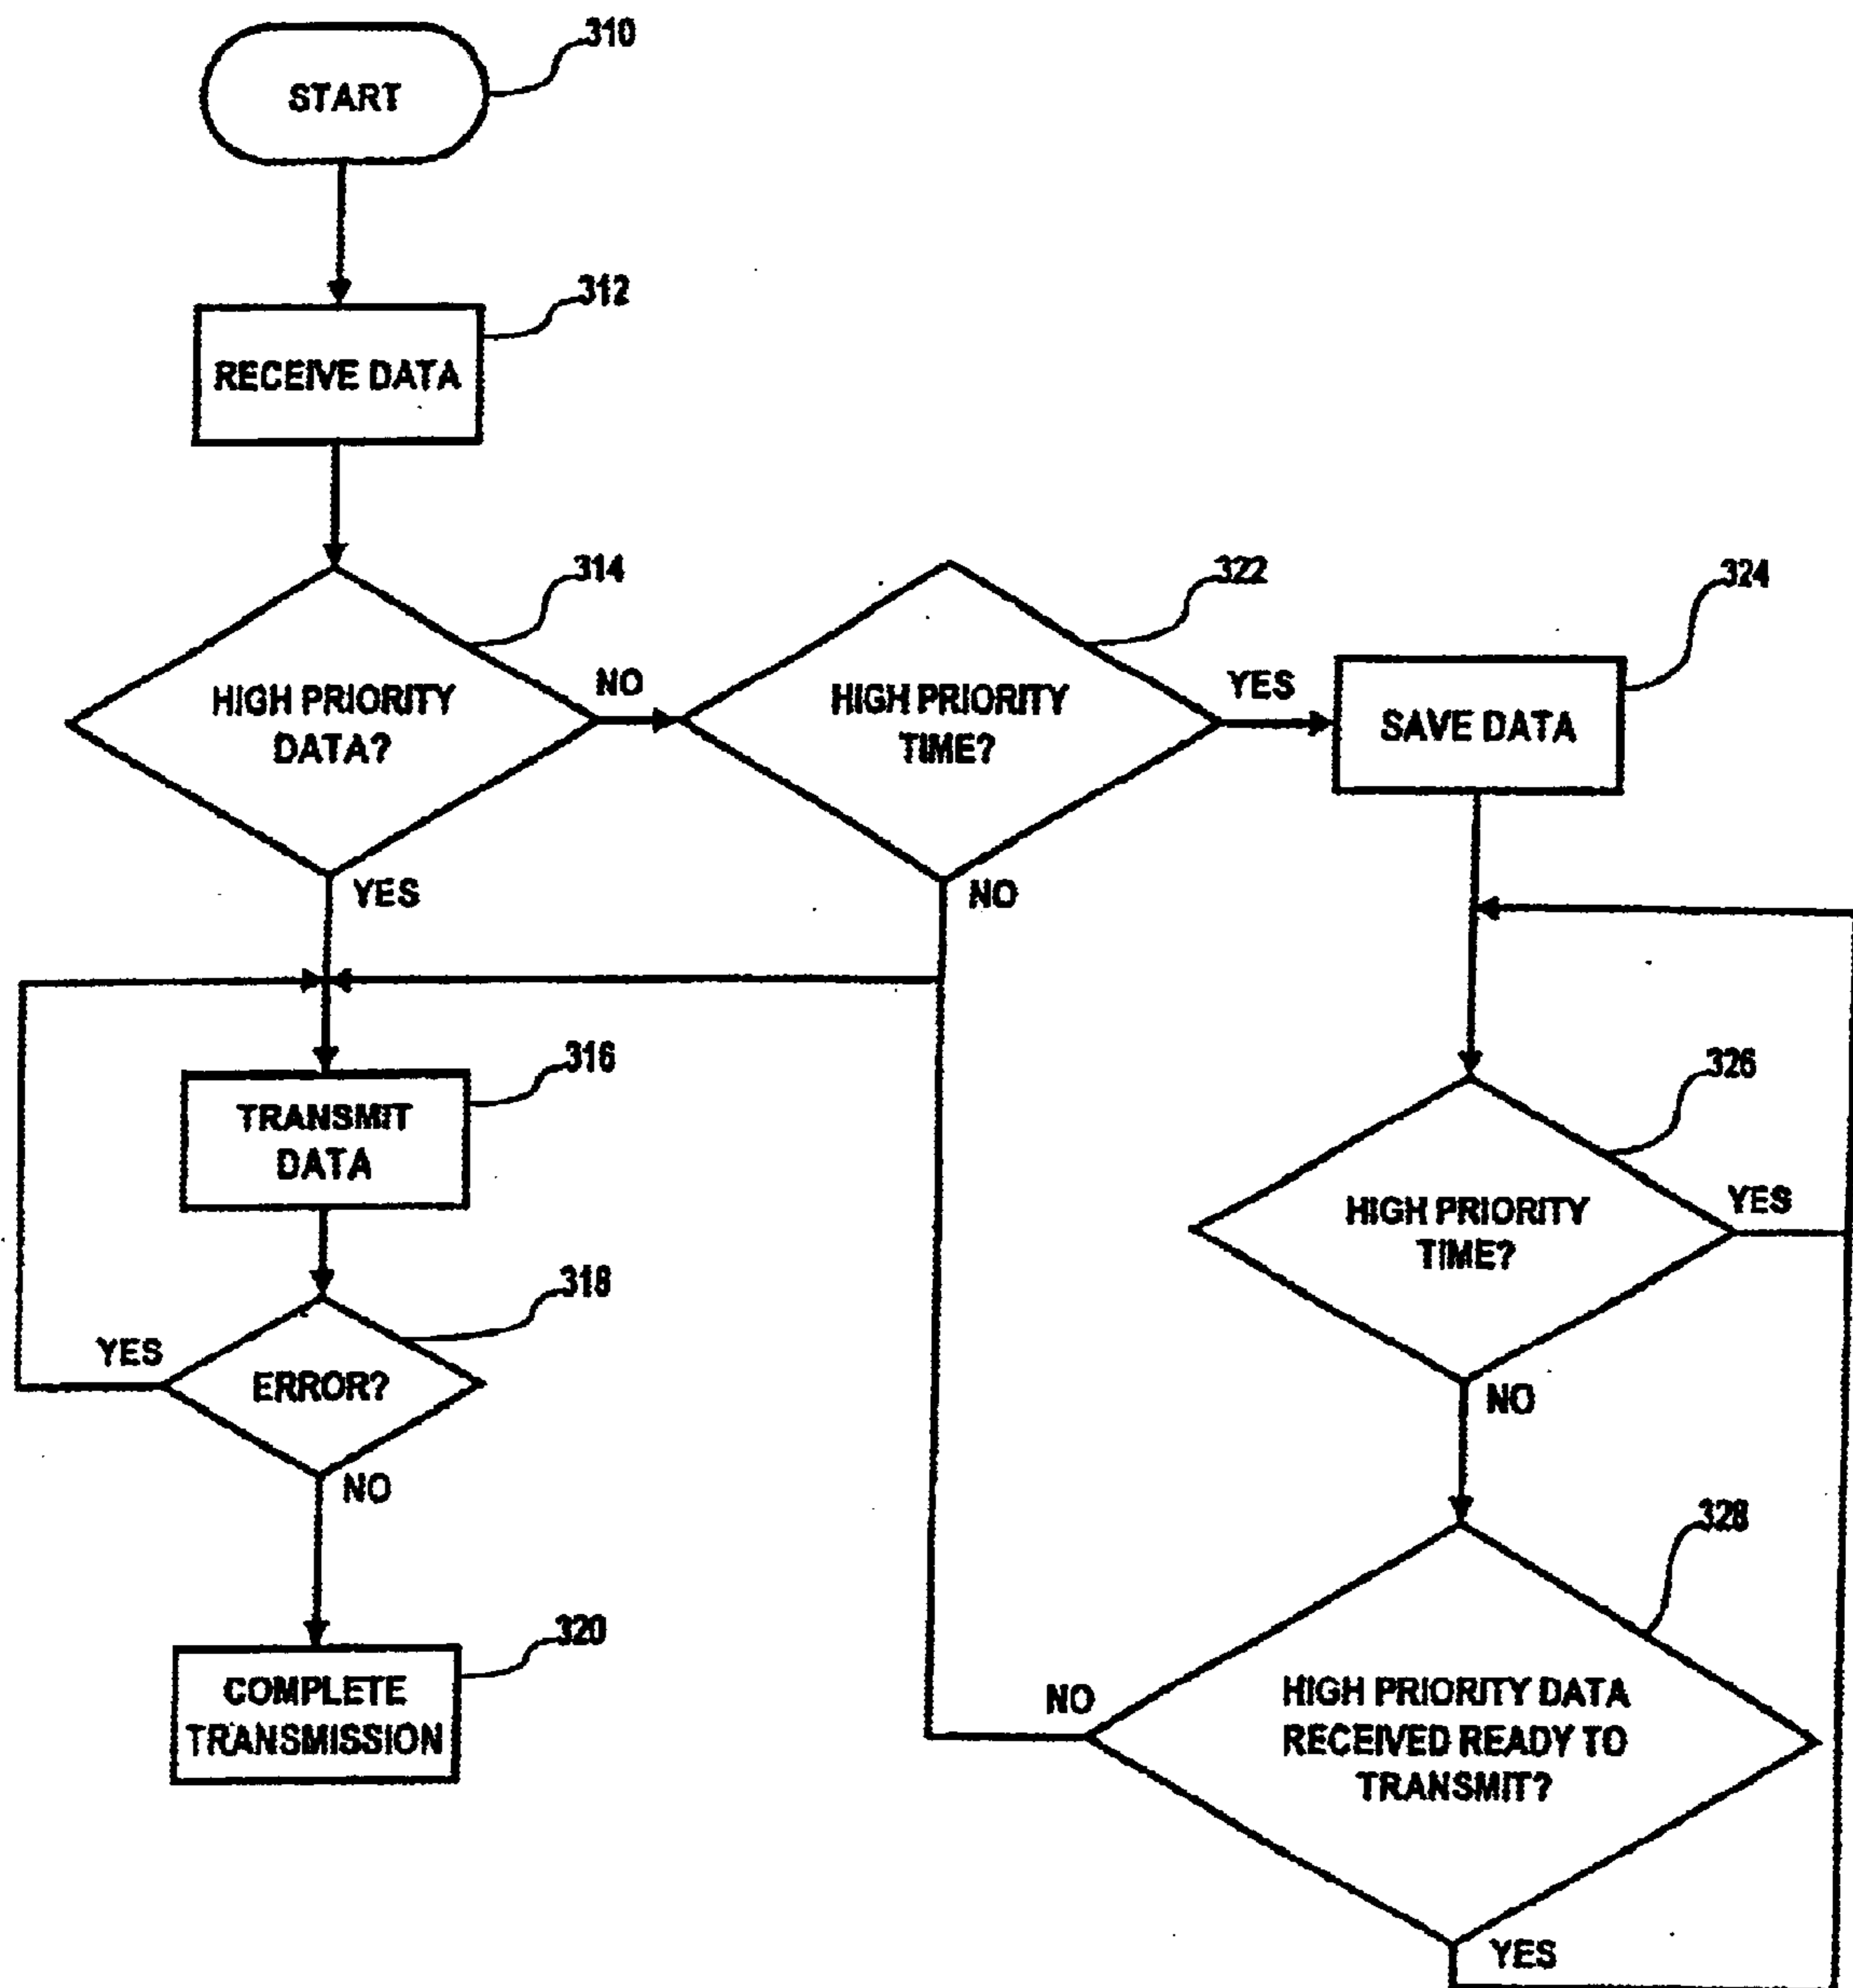 310
START
312
RECEIVE DATA
314
322
324
HIGH PRIORITY
DATA?
NO
HIGH PRIORITY
TIME?
YES
SAVE DATA
YES
NO
316
TRANSMIT
DATA
326
HIGH PRIORITY
TIME?
YES
318
YES
ERROR?
NO
NO
328
320
COMPLETE
TRANSMISSION
NO
HIGH PRIORITY DATA
RECEIVED READY TO
TRANSMIT?
YES